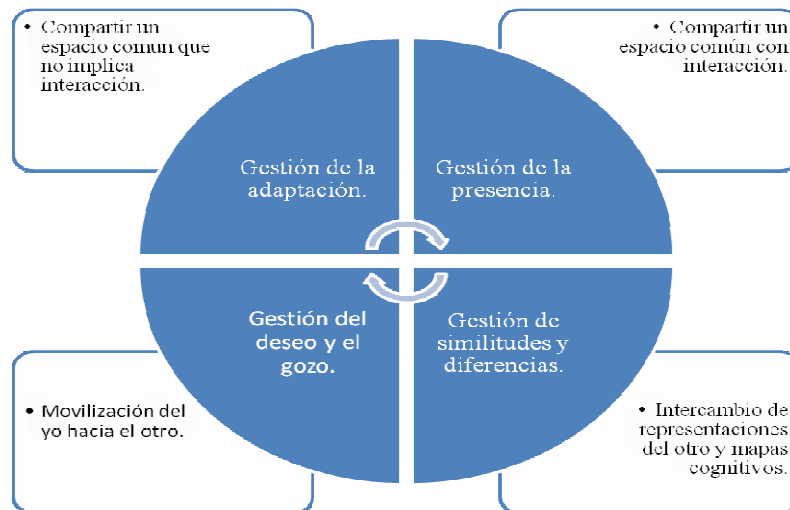 • Compartir un
espacio común que
no implica
interacción.
• Compartir un
espacio común con
interacción.
Gestión de la
adaptación.
Gestión de la
presencia.
Gestión del
deseo y el
gozo.
Gestión de
similitudes y
diferencias.
• Movilización del
yo hacia el otro.
• Intercambio de
representaciones
del otro y mapas
cognitivos.